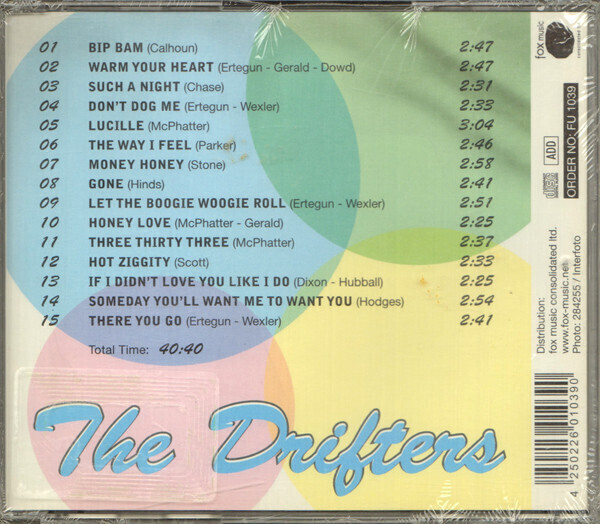 01 BIP BAM (Calhoun) 2:47
02 WARM YOUR HEART (Ertegun - Gerald - Dowd) 2:47
03 SUCH A NIGHT (Chase) 2:31
04 DON'T DOG ME (Ertegun - Wexler) 2:33
05 LUCILLE (McPhatter) 3:04
06 THE WAY I FEEL (Parker) 2:46
07 MONEY HONEY (Stone) 2:58
08 GONE (Hinds) 2:41
09 LET THE BOOGIE WOOGIE ROLL (Ertegun - Wexler) 2:51
10 HONEY LOVE (McPhatter - Gerald) 2:25
11 THREE THIRTY THREE (McPhatter) 2:37
12 HOT ZIGGITY (Scott) 2:33
13 IF I DIDN'T LOVE YOU LIKE I DO (Dixon - Hubball) 2:25
14 SOMEDAY YOU'LL WANT ME TO WANT YOU (Hodges) 2:54
15 THERE YOU GO (Ertegun - Wexler) 2:41
Total Time: 40:40
The Drifters
fox music
ORDER NO: FU 1039
ADD
Distribution:
fox music consolidated ltd.
www.fox-music.net
Photo: 284255 / Interfoto
4 250226 010390